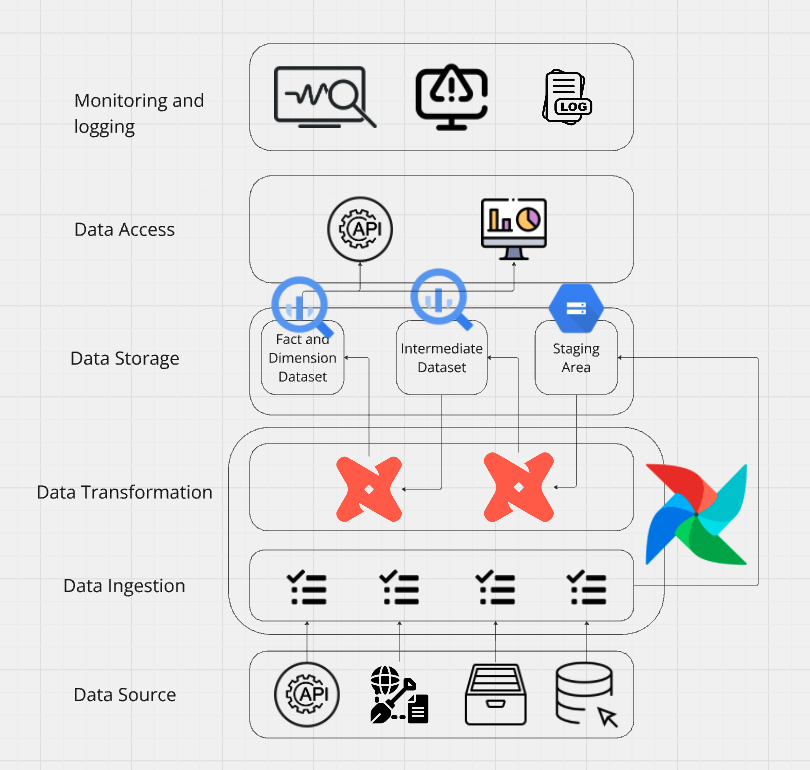 Monitoring and
logging
LOG
Data Access
API
Data Storage
Fact and
Dimension
Dataset
Intermediate
Dataset
Staging
Area
Data Transformation
Data Ingestion
Data Source
API